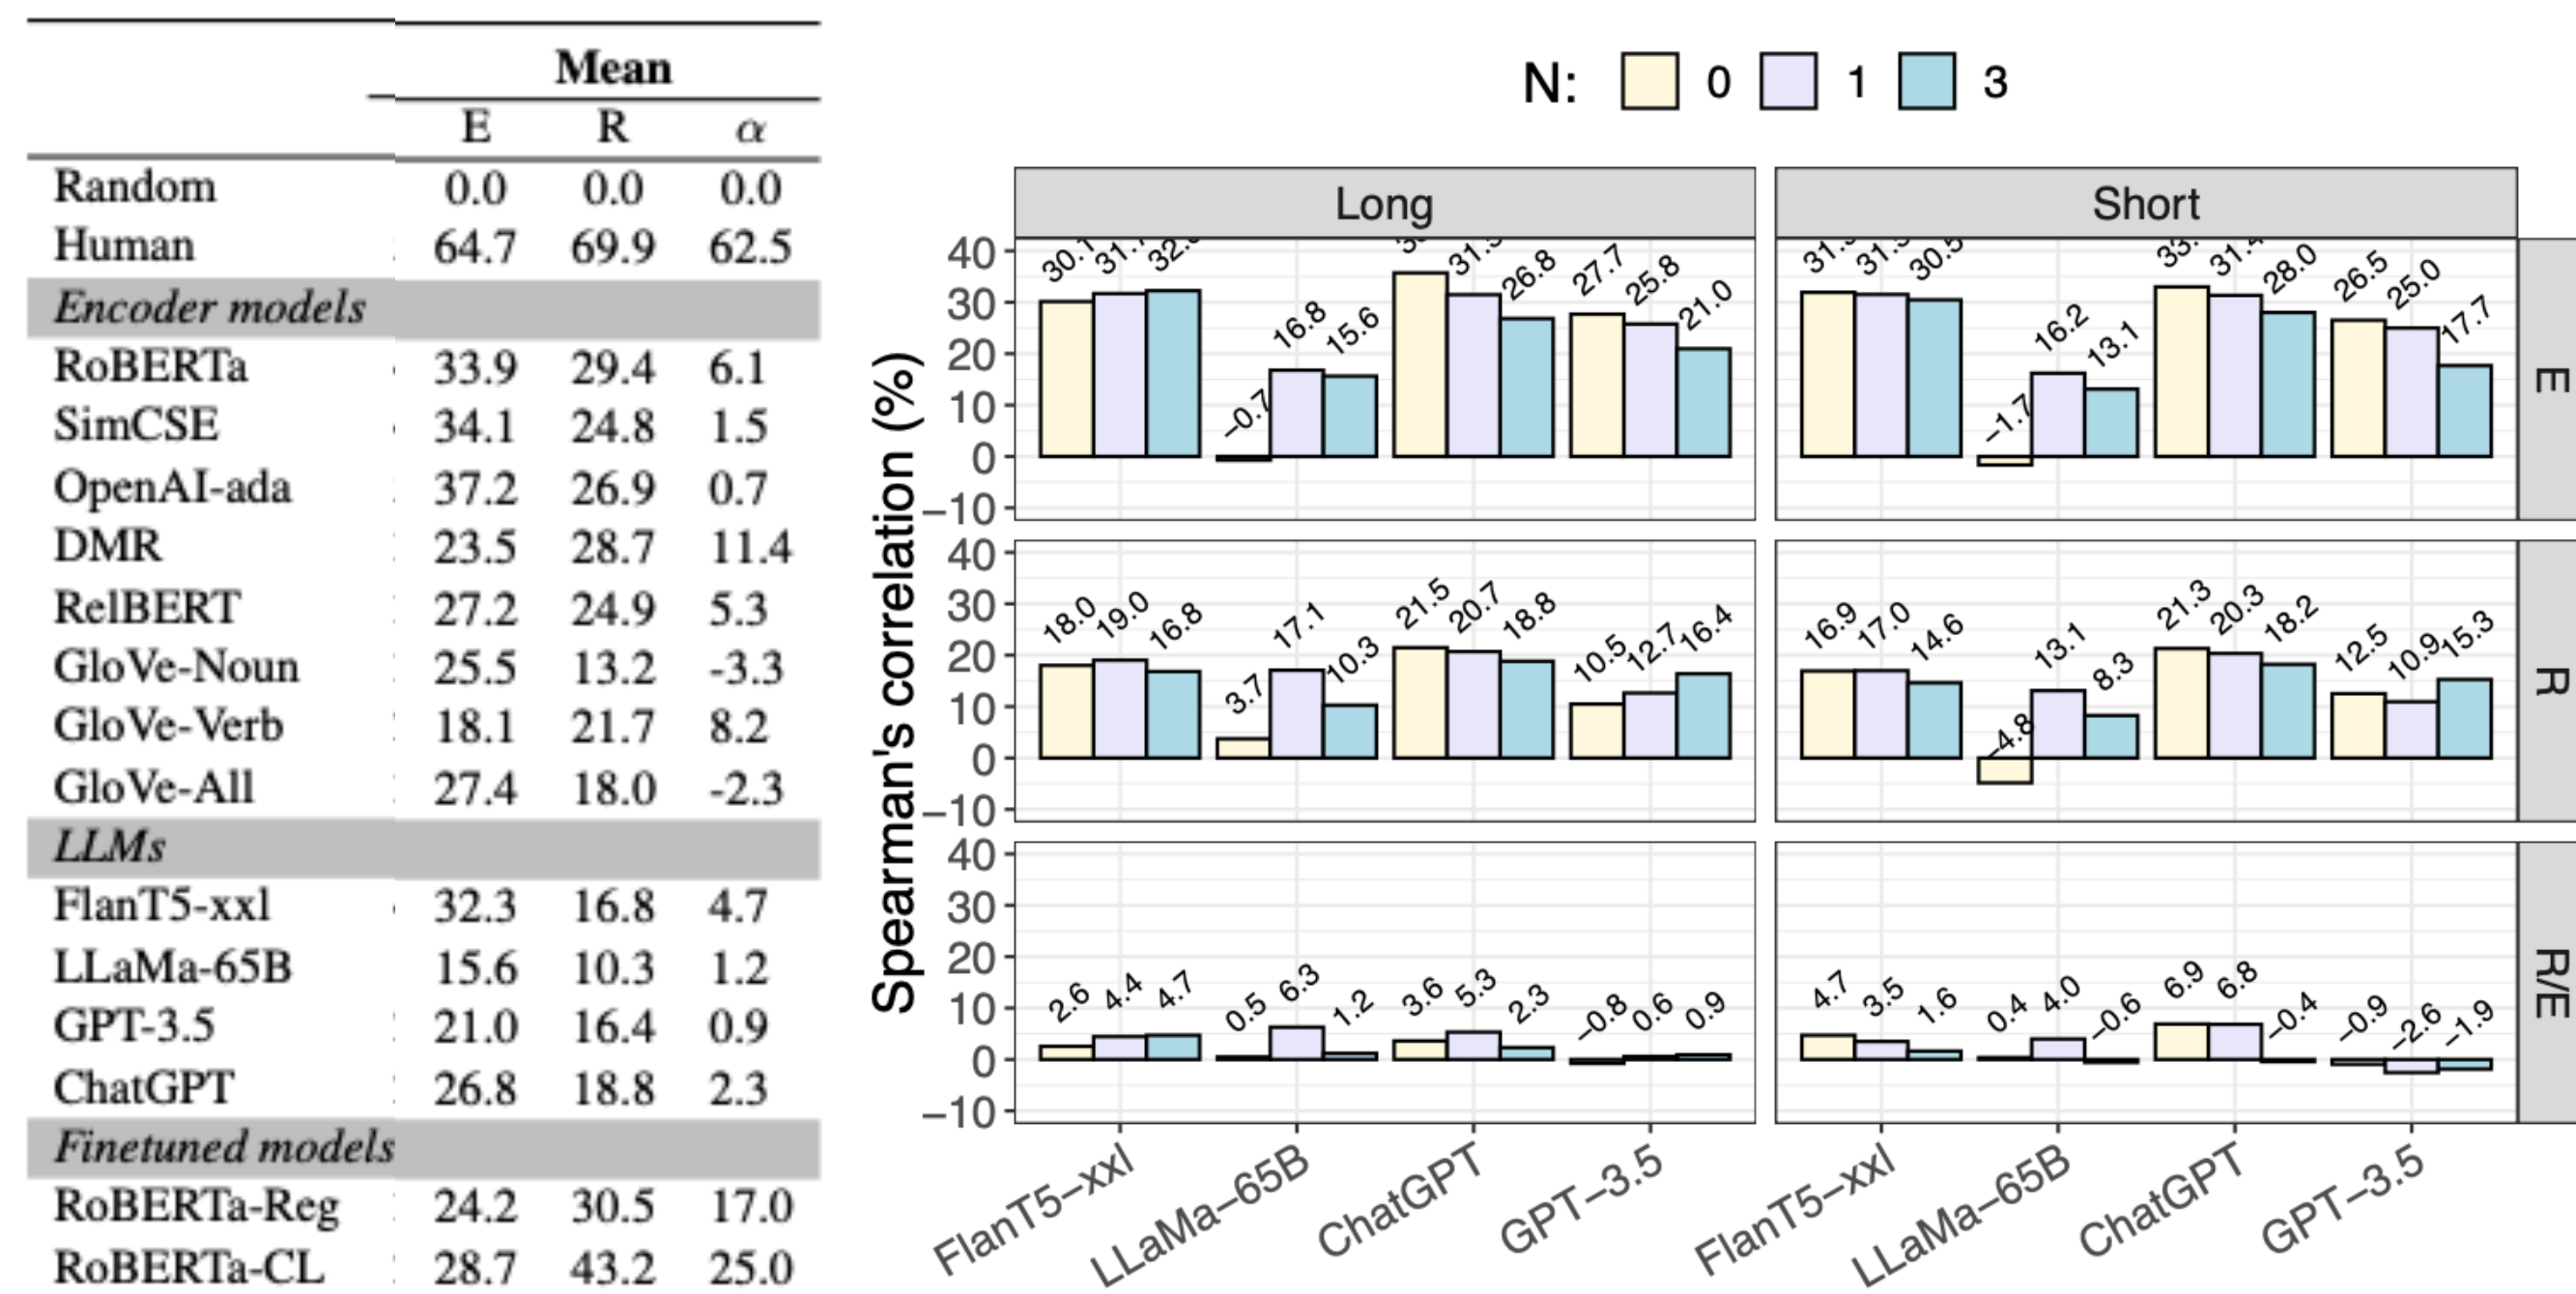 Mean
E R α
Random 0.0 0.0 0.0
Human 64.7 69.9 62.5
Encoder models
RoBERTa 33.9 29.4 6.1
SimCSE 34.1 24.8 1.5
OpenAI-ada 37.2 26.9 0.7
DMR 23.5 28.7 11.4
RelBERT 27.2 24.9 5.3
GloVe-Noun 25.5 13.2 -3.3
GloVe-Verb 18.1 21.7 8.2
GloVe-All 27.4 18.0 -2.3
LLMs
FlanT5-xxl 32.3 16.8 4.7
LLaMa-65B 15.6 10.3 1.2
GPT-3.5 21.0 16.4 0.9
ChatGPT 26.8 18.8 2.3
Finetuned models
RoBERTa-Reg 24.2 30.5 17.0
RoBERTa-CL 28.7 43.2 25.0
N: 0 1 3
Long Short
Spearman's correlation (%)
40
30
20
10
0
−10
30.1 −0.7 16.8 15.6 26.8 27.7 25.8 21.0
30.5 −1.7 16.2 13.1 28.0 26.5 25.0 17.7
E
40
30
20
10
0
−10
18.0 19.0 16.8 3.7 17.1 10.3 21.5 20.7 18.8 10.5 12.7 16.4
16.9 17.0 14.6 −4.8 13.1 8.3 21.3 20.3 18.2 12.5 10.9 15.3
R
40
30
20
10
0
−10
2.6 4.4 4.7 0.5 6.3 1.2 3.6 5.3 2.3 −0.8 0.6 0.9
4.7 3.5 1.6 0.4 4.0 −0.6 6.9 6.8 −0.4 −0.9 −2.6 −1.9
R/E
FlanT5−xxl LLaMa−65B ChatGPT GPT−3.5
FlanT5−xxl LLaMa−65B ChatGPT GPT−3.5